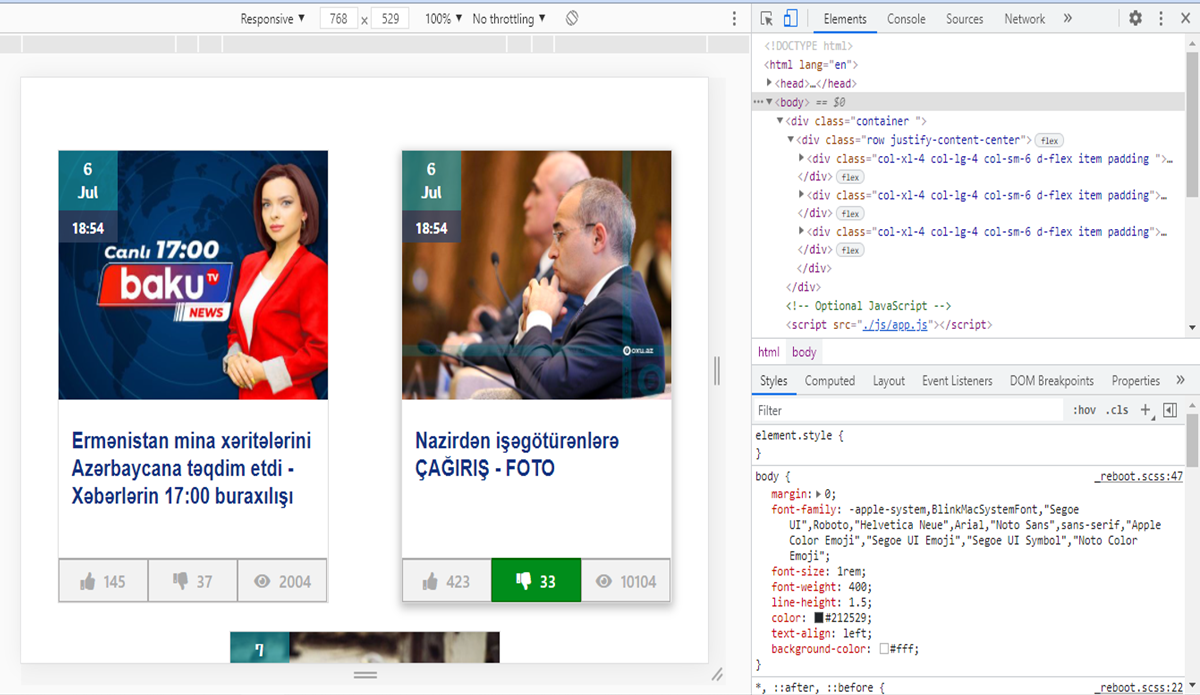 Responsive ▼ 768 x 529 100% ▼ No throttling ▼
Elements Console Sources Network »
<!DOCTYPE html>
<html lang="en">
<head>…</head>
<body> == $0
<div class="container ">
<div class="row justify-content-center"> flex
<div class="col-xl-4 col-lg-4 col-sm-6 d-flex item padding ">…
</div> flex
<div class="col-xl-4 col-lg-4 col-sm-6 d-flex item padding">…
</div> flex
<div class="col-xl-4 col-lg-4 col-sm-6 d-flex item padding">…
</div> flex
</div>
</div>
<!-- Optional JavaScript -->
<script src="./js/app.js"></script>
html body
Styles Computed Layout Event Listeners DOM Breakpoints Properties »
Filter :hov .cls +
element.style {
}
body { _reboot.scss:47
margin: 0;
font-family: -apple-system,BlinkMacSystemFont,"Segoe
UI",Roboto,"Helvetica Neue",Arial,"Noto Sans",sans-serif,"Apple
Color Emoji","Segoe UI Emoji","Segoe UI Symbol","Noto Color
Emoji";
font-size: 1rem;
font-weight: 400;
line-height: 1.5;
color: #212529;
text-align: left;
background-color: #fff;
}
*, ::after, ::before { _reboot.scss:22
6
Jul
18:54
Canlı 17:00
baku TV
NEWS
Ermənistan mina xəritələrini
Azərbaycana təqdim etdi -
Xəbərlərin 17:00 buraxılışı
145 37 2004
6
Jul
18:54
oxu.az
Nazirdən işəgötürənlərə
ÇAĞIRIŞ - FOTO
423 33 10104
7